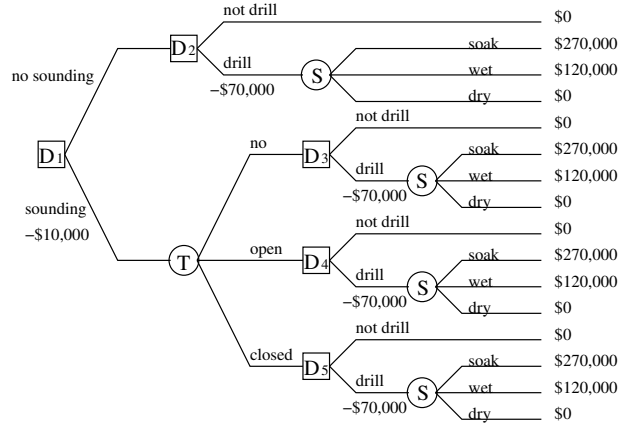 not drill $0
D2
soak $270,000
drill
S wet $120,000
−$70,000
no sounding
dry $0
not drill $0
no
D1 D3 soak $270,000
drill
S wet $120,000
−$70,000
sounding
dry $0
−$10,000
not drill $0
open
T D4 soak $270,000
drill
S wet $120,000
−$70,000
dry $0
not drill $0
closed
D5 soak $270,000
drill
S wet $120,000
−$70,000
dry $0